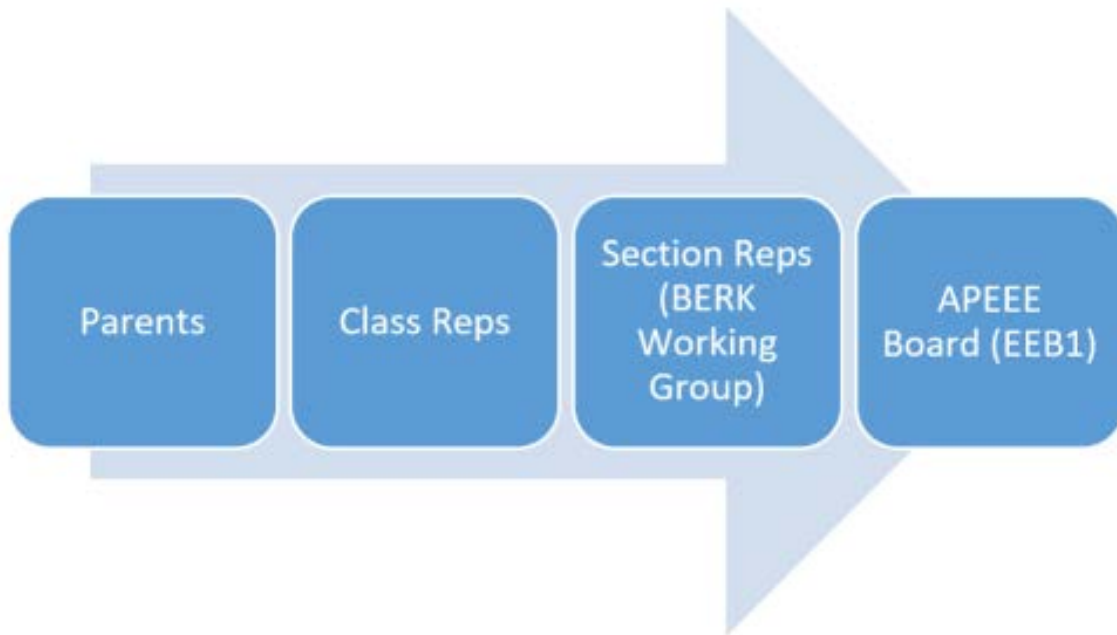 Parents
Class Reps
Section Reps
(BERK
Working
Group)
APEEE
Board (EEB1)